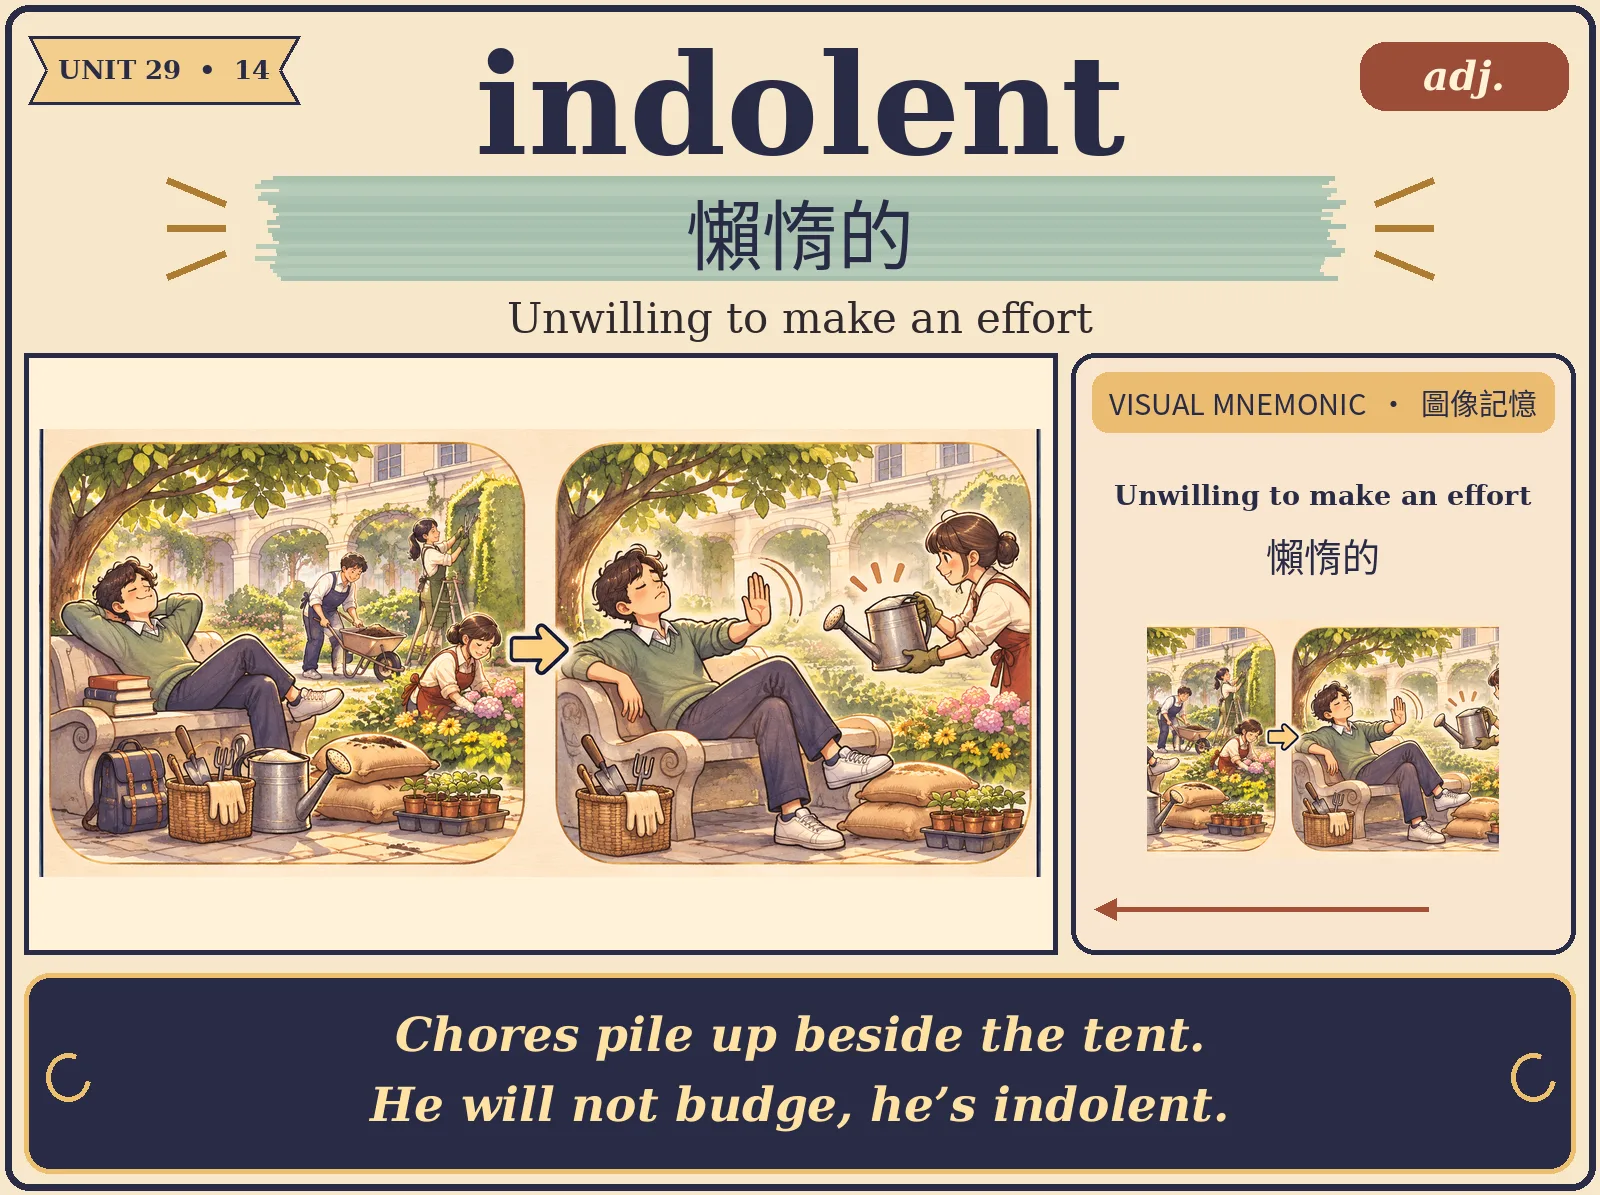 UNIT 29 • 14
indolent
adj.
懶惰的
Unwilling to make an effort
VISUAL MNEMONIC • 圖像記憶
Unwilling to make an effort
懶惰的
Chores pile up beside the tent.
He will not budge, he’s indolent.